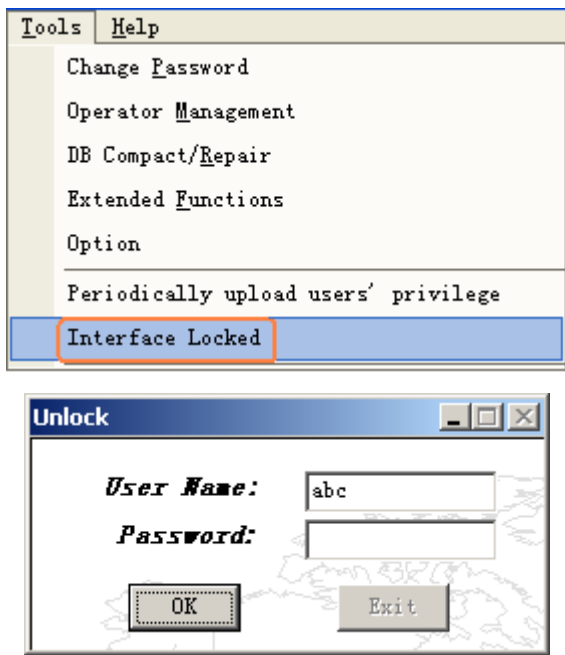 Tools Help
Change Password
Operator Management
DB Compact/Repair
Extended Functions
Option
Periodically upload users' privilege
Interface Locked
Unlock
User Name: abc
Password:
OK Exit